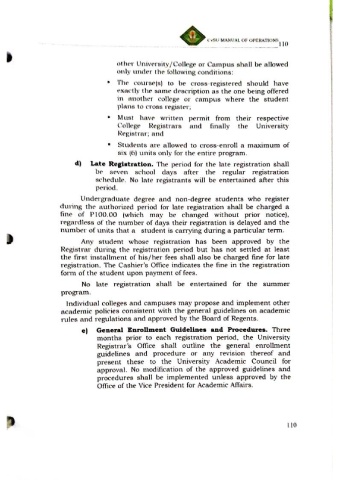 CvSU MANUAL OF OPERATIONS 110
other University/College or Campus shall be allowed
only under the following conditions:
• The course(s) to be cross-registered should have
exactly the same description as the one being offered
in another college or campus where the student
plans to cross register,
• Must have written permit from their respective
College Registrars and finally the University
Registrar; and
• Students are allowed to cross-enroll a maximum of
six (6) units only for the entire program.
d) Late Registration. The period for the late registration shall
be seven school days after the regular registration
schedule. No late registrants will be entertained after this
period.
Undergraduate degree and non-degree students who register
during the authorized period for late registration shall be charged a
fine of P100.00 (which may be changed without prior notice),
regardless of the number of days their registration is delayed and the
number of units that a student is carrying during a particular term.
Any student whose registration has been approved by the
Registrar during the registration period but has not settled at least
the first installment of his/her fees shall also be charged fine for late
registration. The Cashier's Office indicates the fine in the registration
form of the student upon payment of fees.
No late registration shall be entertained for the summer
program.
Individual colleges and campuses may propose and implement other
academic policies consistent with the general guidelines on academic
rules and regulations and approved by the Board of Regents.
e) General Enrollment Guidelines and Procedures. Three
months prior to each registration period, the University
Registrar's Office shall outline the general enrollment
guidelines and procedure or any revision thereof and
present these to the University Academic Council for
approval. No modification of the approved guidelines and
procedures shall be implemented unless approved by the
Office of the Vice President for Academic Affairs.
110